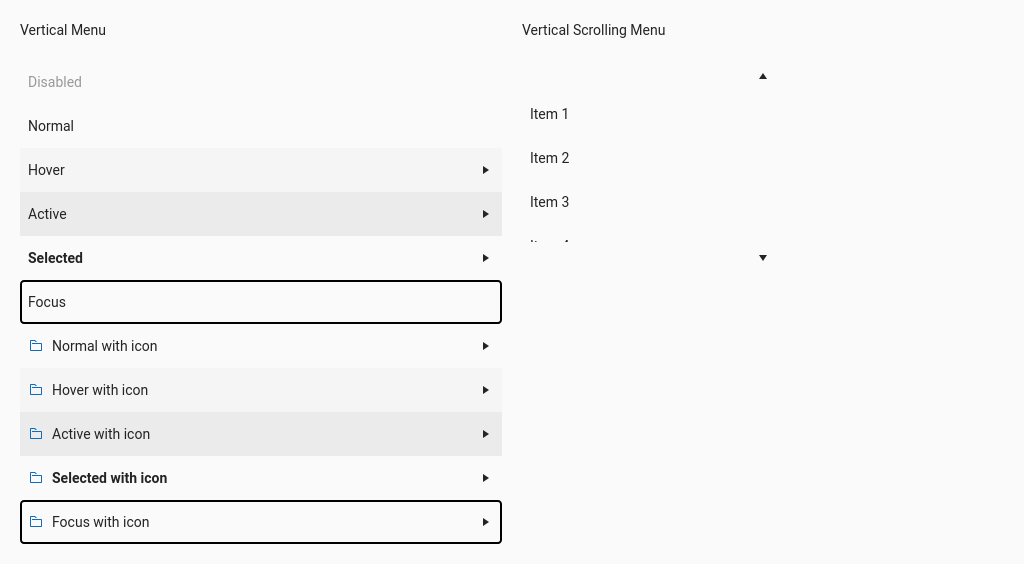 Vertical Menu
Disabled
Normal
Hover
Active
Selected
Focus
Normal with icon
Hover with icon
Active with icon
Selected with icon
Focus with icon
Vertical Scrolling Menu
Item 1
Item 2
Item 3